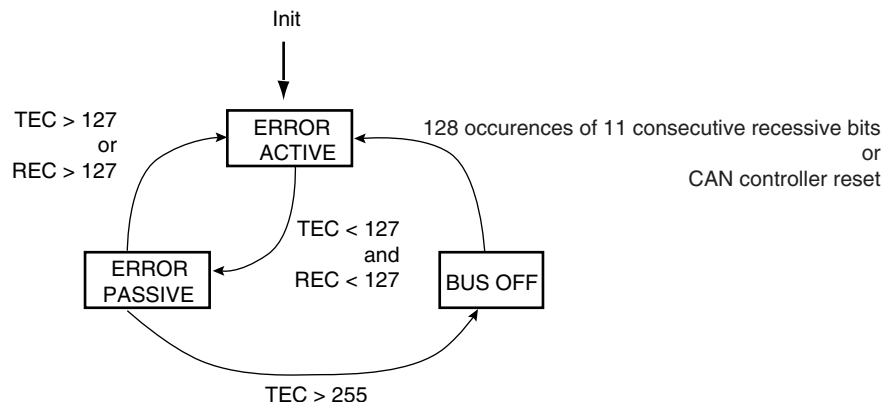 Init
TEC > 127
or
REC > 127
ERROR
ACTIVE
128 occurences of 11 consecutive recessive bits
or
CAN controller reset
TEC < 127
and
REC < 127
ERROR
PASSIVE
BUS OFF
TEC > 255